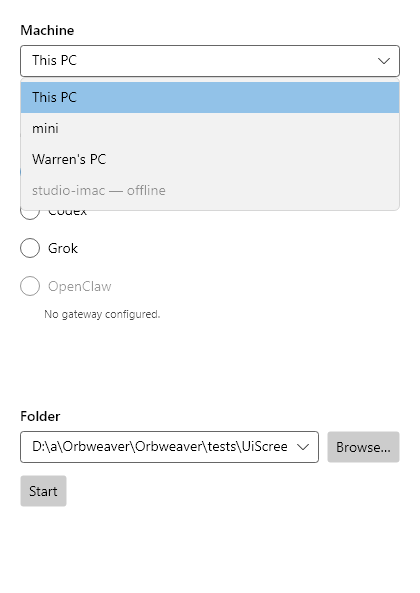 Machine
This PC
This PC
mini
Warren's PC
studio-imac — offline
Codex
Grok
OpenClaw
No gateway configured.
Folder
D:\a\Orbweaver\Orbweaver\tests\UiScree
Browse...
Start